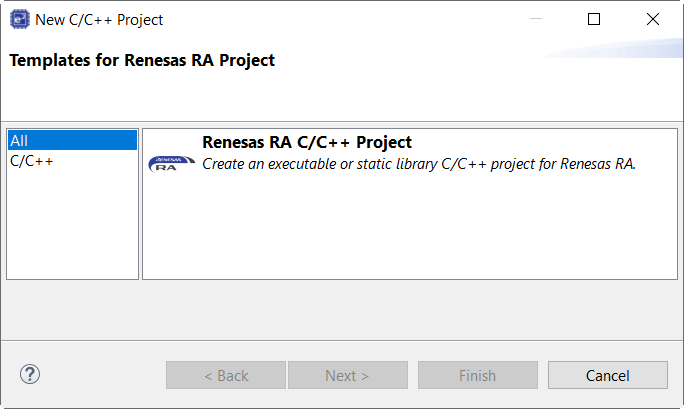 New C/C++ Project
Templates for Renesas RA Project
All
C/C++
RENESAS
RA
Renesas RA C/C++ Project
Create an executable or static library C/C++ project for Renesas RA.
?
< Back
Next >
Finish
Cancel